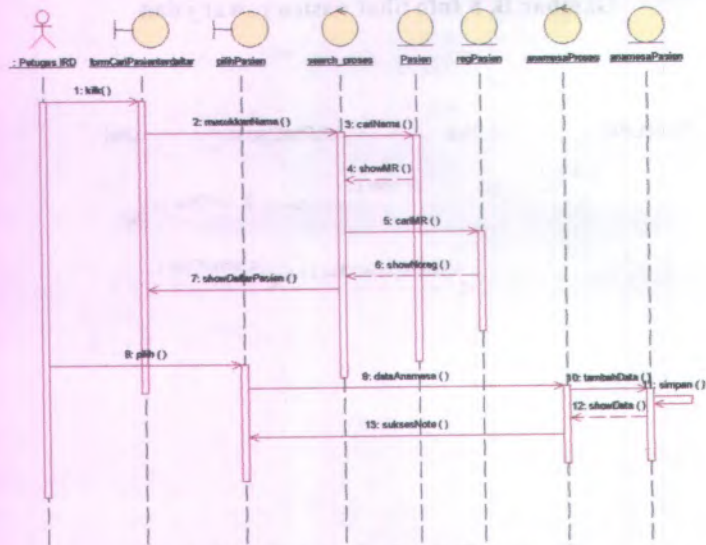 : Petugas IRD
formCariPasienterdaftar
pilihPasien
search_proses
Pasien
regPasien
anamesaProses
anamesaPasien
1: klik( )
2: masukkanNama ( )
3: cariNama ( )
4: showMR ( )
5: cariMR ( )
6: showNoreg ( )
7: showDaftarPasien ( )
8: pilih ( )
9: dataAnamesa ( )
10: tambahData ( )
11: simpan ( )
12: showData ( )
13: suksesNote ( )